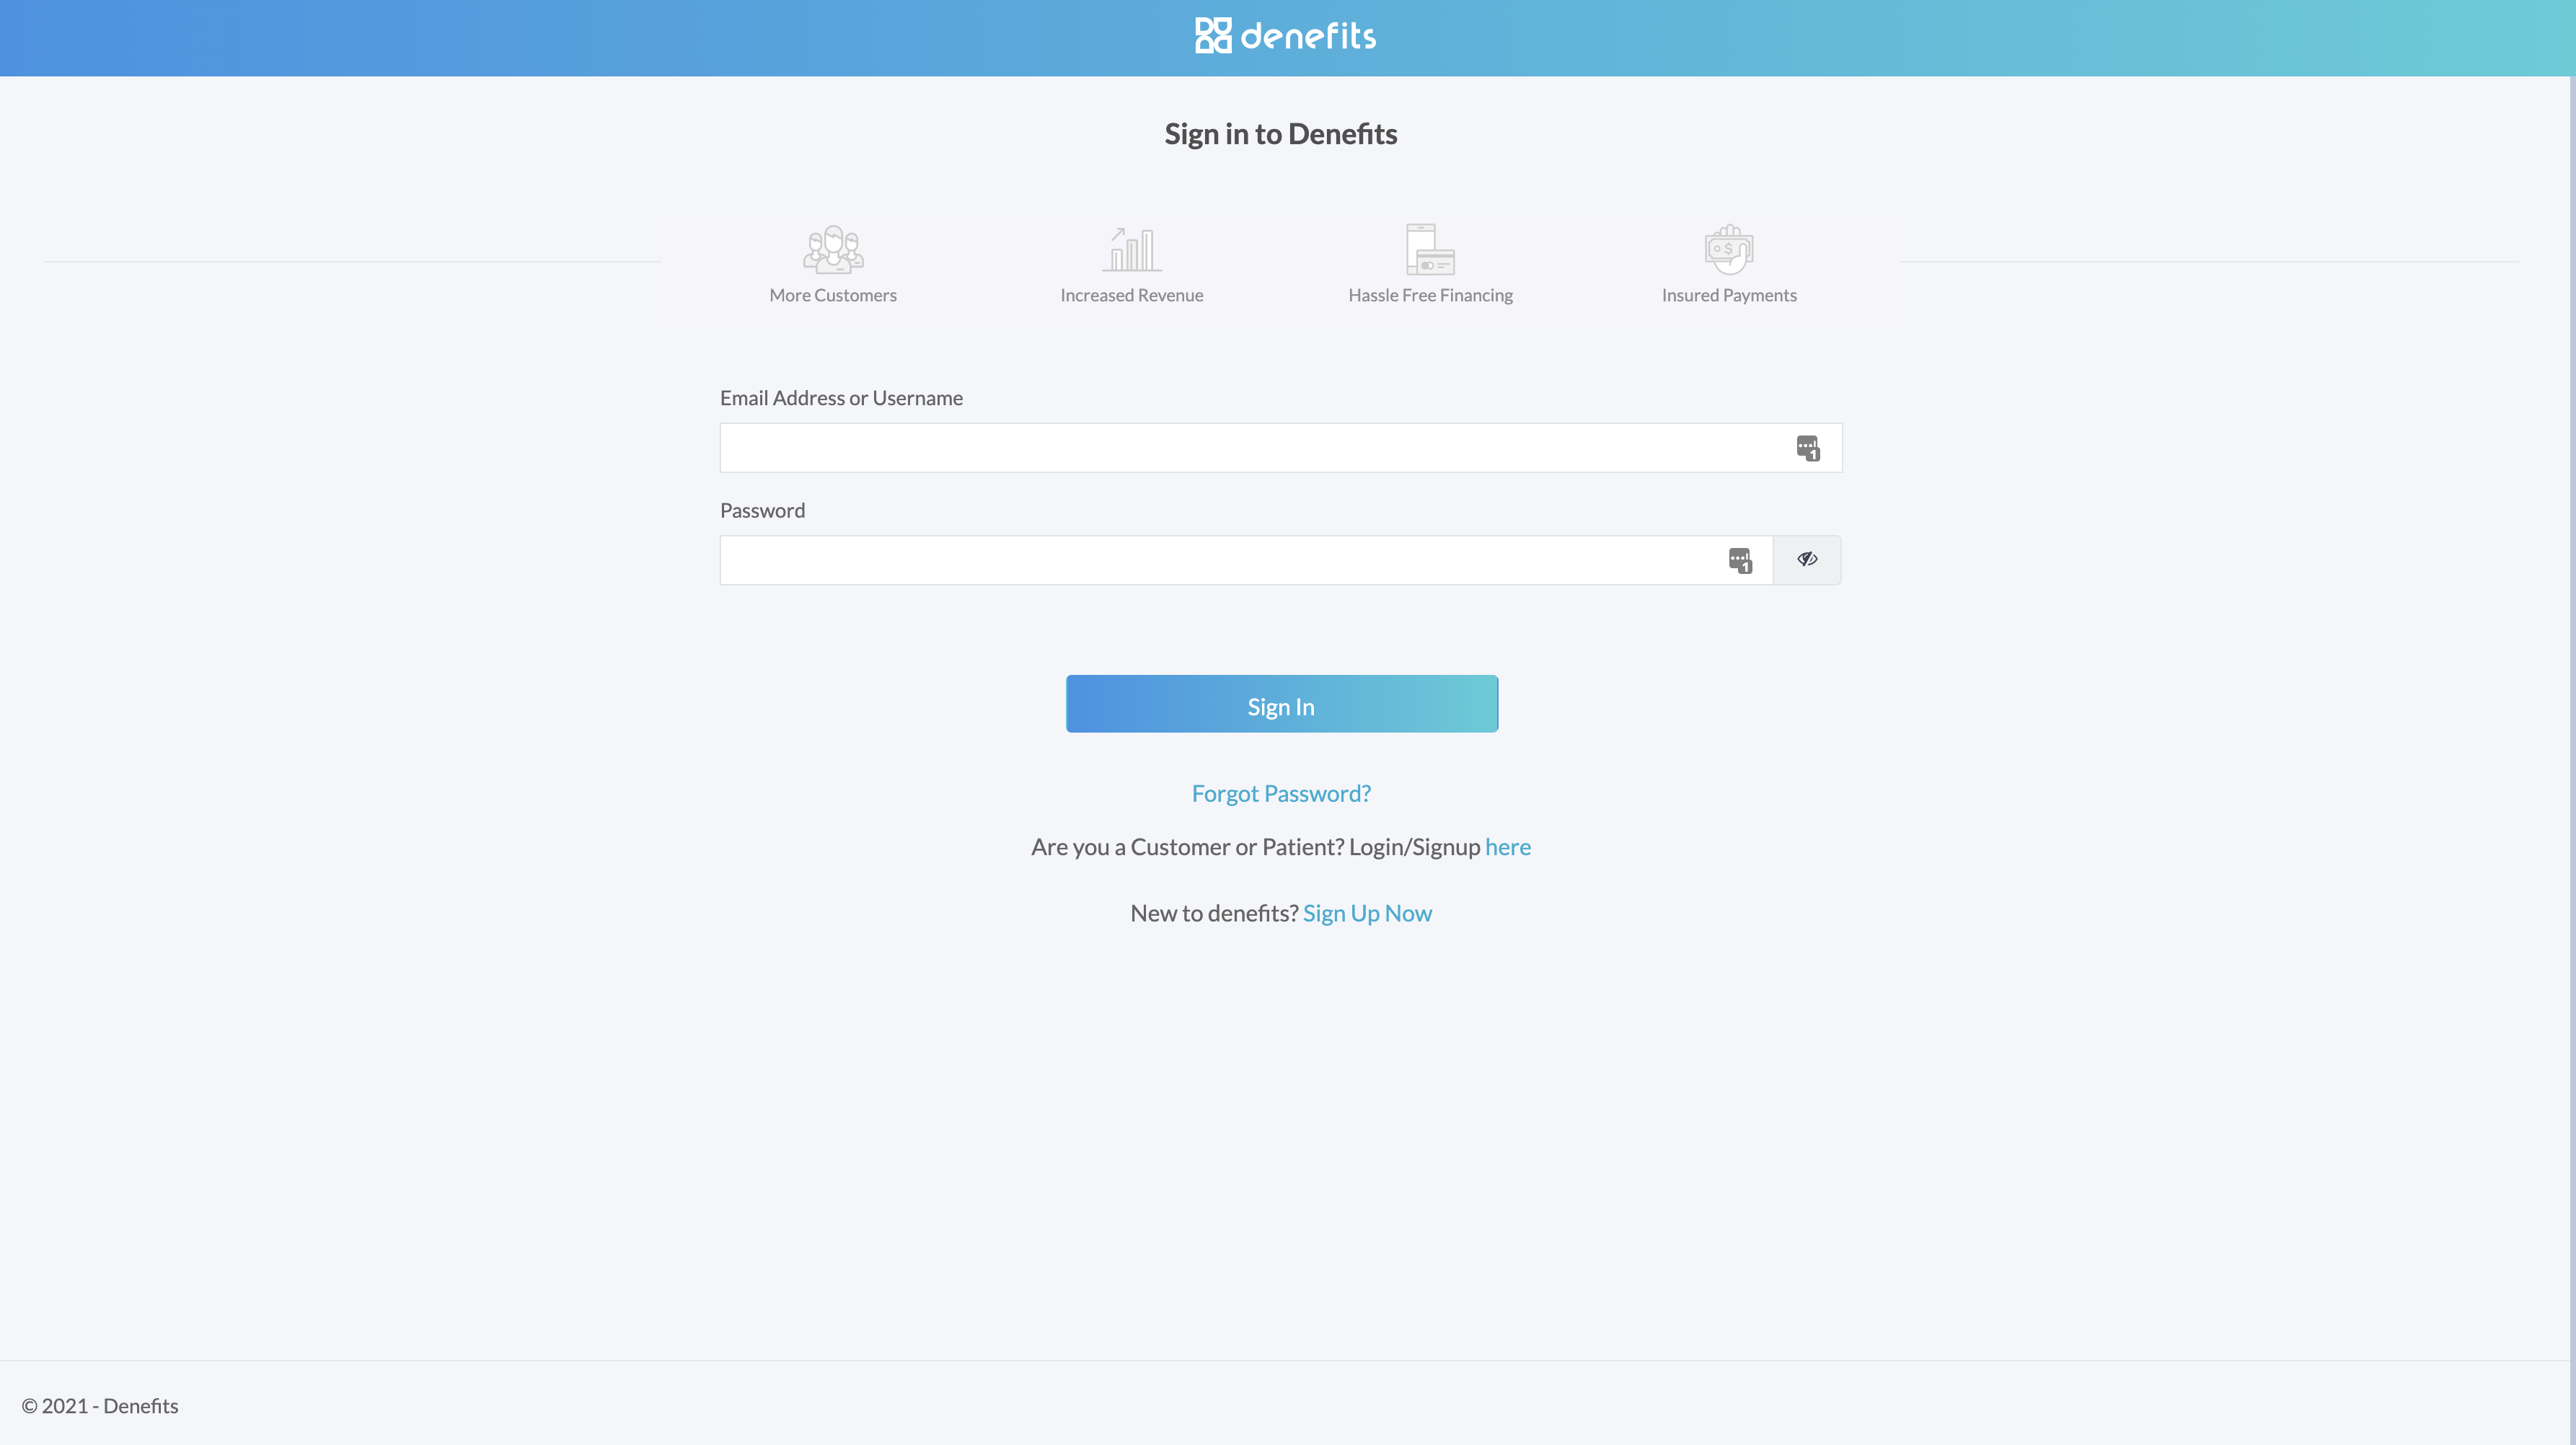 denefits
Sign in to Denefits
More Customers
Increased Revenue
Hassle Free Financing
Insured Payments
Email Address or Username
1
Password
1
Sign In
Forgot Password?
Are you a Customer or Patient? Login/Signup here
New to denefits? Sign Up Now
© 2021 - Denefits